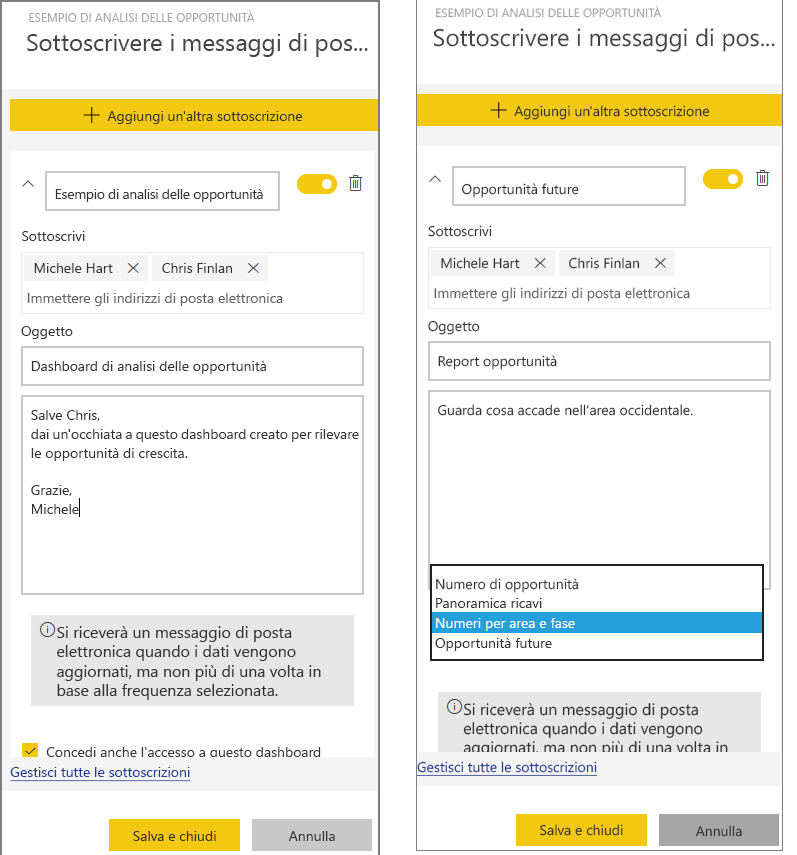 ESEMPIO DI ANALISI DELLE OPPORTUNITÀ
Sottoscrivere i messaggi di pos...
Aggiungi un'altra sottoscrizione
Esempio di analisi delle opportunità
Sottoscrivi
Michele Hart
Chris Finlan
Immettere gli indirizzi di posta elettronica
Oggetto
Dashboard di analisi delle opportunità
Salve Chris,
dai un'occhiata a questo dashboard creato per rilevare
le opportunità di crescita.
Grazie,
Michele
Si riceverà un messaggio di posta
elettronica quando i dati vengono
aggiornati, ma non più di una volta in
base alla frequenza selezionata.
Concedi anche l'accesso a questo dashboard
Gestisci tutte le sottoscrizioni
Salva e chiudi
Annulla
ESEMPIO DI ANALISI DELLE OPPORTUNITÀ
Sottoscrivere i messaggi di pos...
Aggiungi un'altra sottoscrizione
Opportunità future
Sottoscrivi
Michele Hart
Chris Finlan
Immettere gli indirizzi di posta elettronica
Oggetto
Report opportunità
Guarda cosa accade nell'area occidentale.
Numero di opportunità
Panoramica ricavi
Numeri per area e fase
Opportunità future
Si riceverà un messaggio di posta
elettronica quando i dati vengono
aggiornati, ma non più di una volta in
Gestisci tutte le sottoscrizioni
Salva e chiudi
Annulla